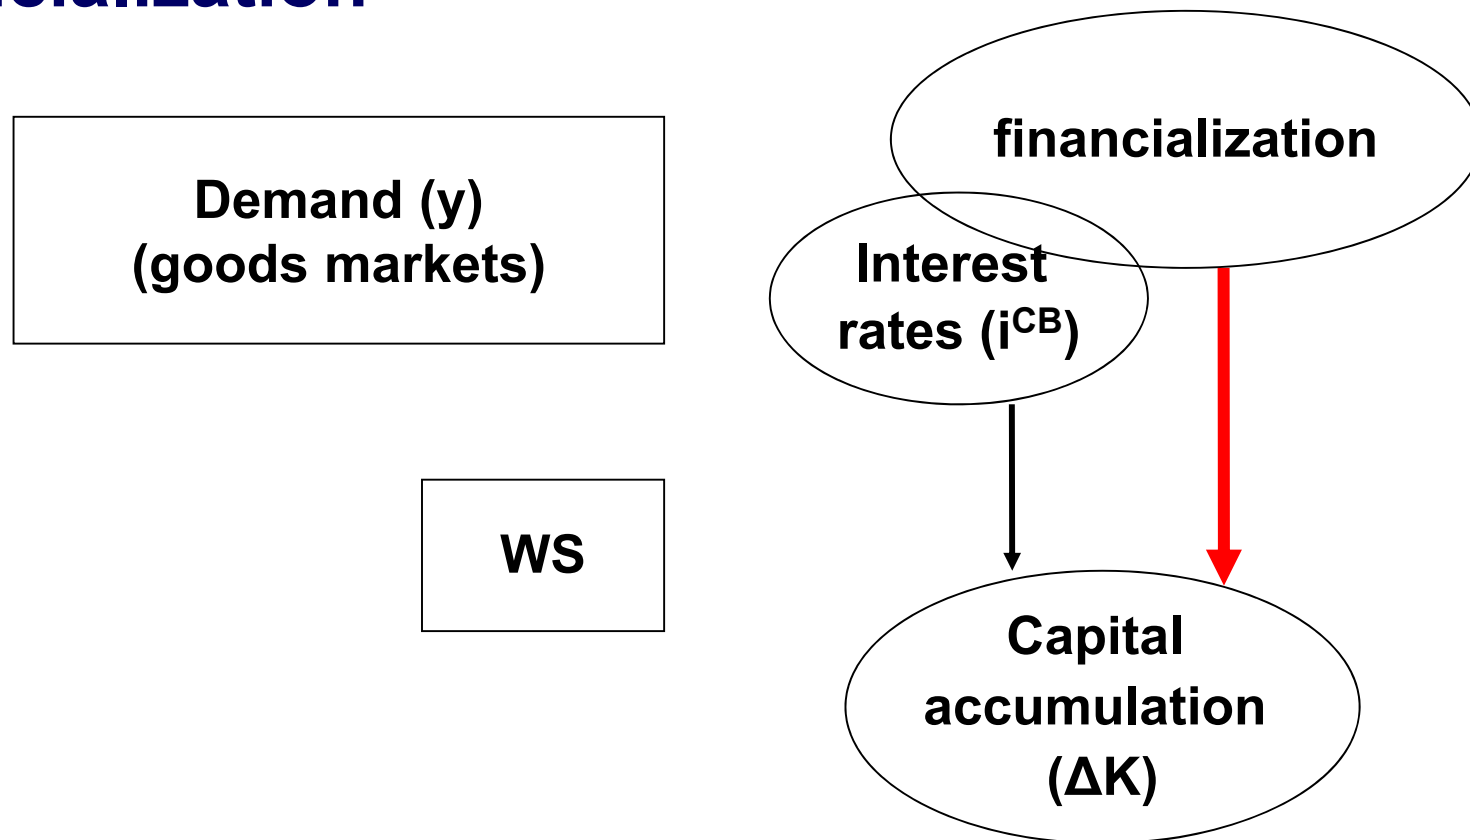 financialization
Demand (y)
(goods markets)
Interest
rates (iᶜᴮ)
WS
Capital
accumulation
(ΔK)